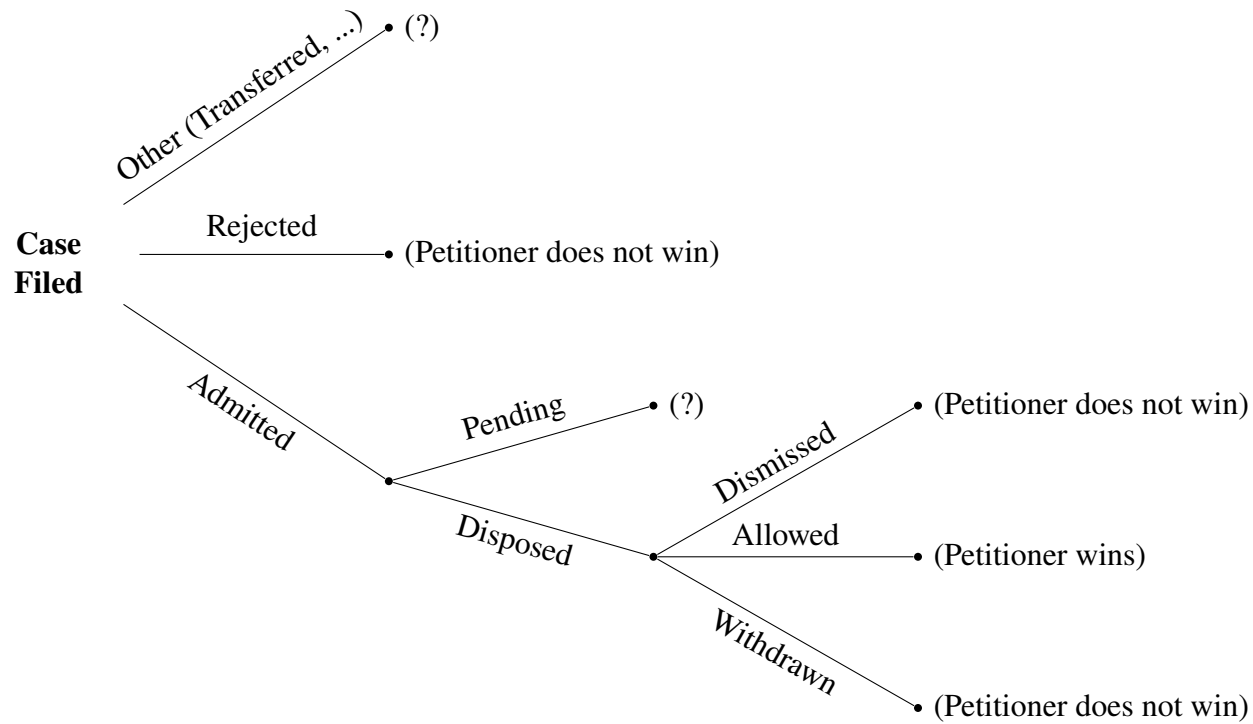 Other (Transferred, ...)
(?)
Rejected
(Petitioner does not win)
Case
Filed
Admitted
Pending
(?)
Disposed
Dismissed
(Petitioner does not win)
Allowed
(Petitioner wins)
Withdrawn
(Petitioner does not win)